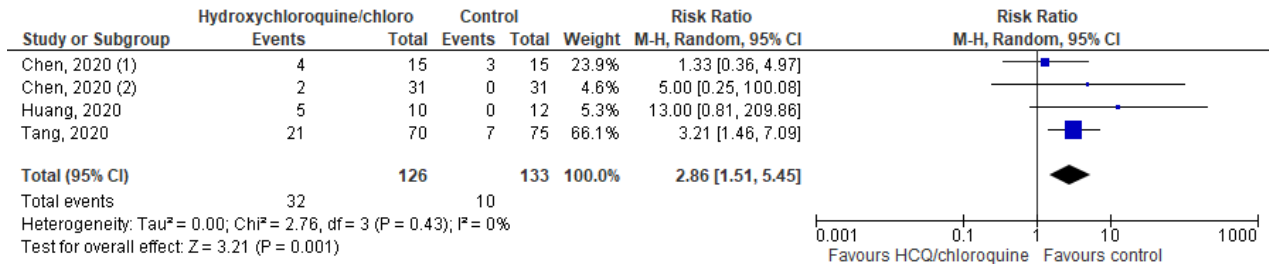 Hydroxychloroquine/chloro Control Risk Ratio Risk Ratio
Study or Subgroup Events Total Events Total Weight M-H, Random, 95% CI M-H, Random, 95% CI
Chen, 2020 (1) 4 15 3 15 23.9% 1.33 [0.36, 4.97]
Chen, 2020 (2) 2 31 0 31 4.6% 5.00 [0.25, 100.08]
Huang, 2020 5 10 0 12 5.3% 13.00 [0.81, 209.86]
Tang, 2020 21 70 7 75 66.1% 3.21 [1.46, 7.09]
Total (95% CI) 126 133 100.0% 2.86 [1.51, 5.45]
Total events 32 10
Heterogeneity: Tau² = 0.00; Chi² = 2.76, df = 3 (P = 0.43); I² = 0%
Test for overall effect: Z = 3.21 (P = 0.001)
0.001 0.1 1 10 1000
Favours HCQ/chloroquine Favours control